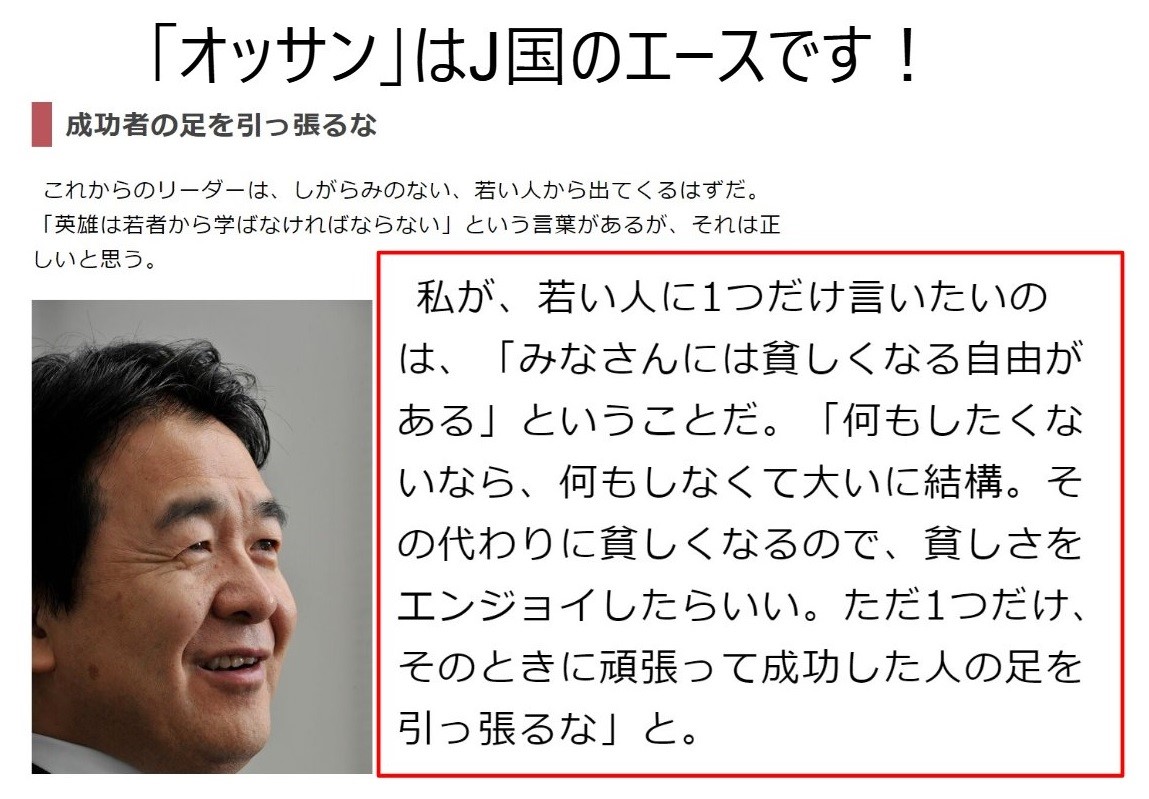 「オッサン」はJ国のエースです！
成功者の足を引っ張るな
これからのリーダーは、しがらみのない、若い人から出てくるはずだ。
「英雄は若者から学ばなければならない」という言葉があるが、それは正
しいと思う。
私が、若い人に1つだけ言いたいの
は、「みなさんには貧しくなる自由が
ある」ということだ。「何もしたくな
いなら、何もしなくて大いに結構。そ
の代わりに貧しくなるので、貧しさを
エンジョイしたらいい。ただ1つだけ、
そのときに頑張って成功した人の足を
引っ張るな」と。